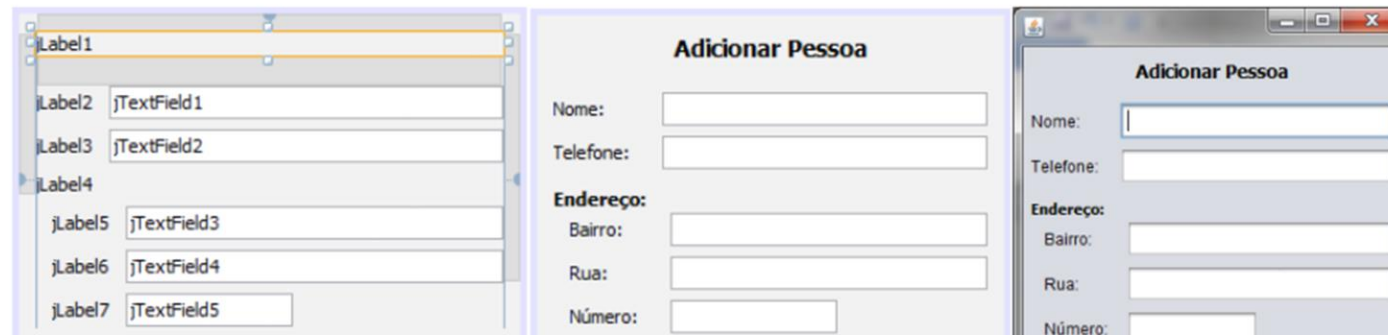 jLabel1
jLabel2 jTextField1
jLabel3 jTextField2
jLabel4
jLabel5 jTextField3
jLabel6 jTextField4
jLabel7 jTextField5
Adicionar Pessoa
Nome:
Telefone:
Endereço:
Bairro:
Rua:
Número:
Adicionar Pessoa
Nome:
Telefone:
Endereço:
Bairro:
Rua:
Número: